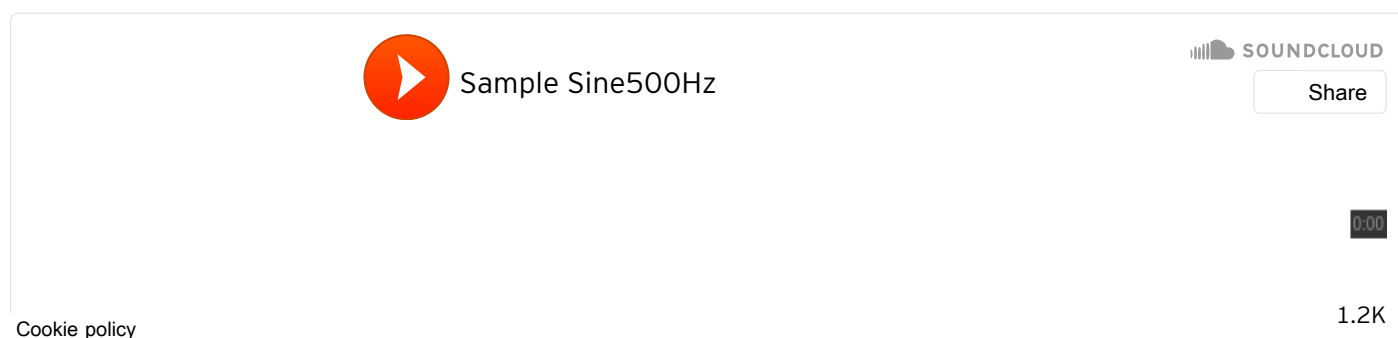 SOUNDCLOUD
Sample Sine500Hz
Share
0:00
1.2K
Cookie policy